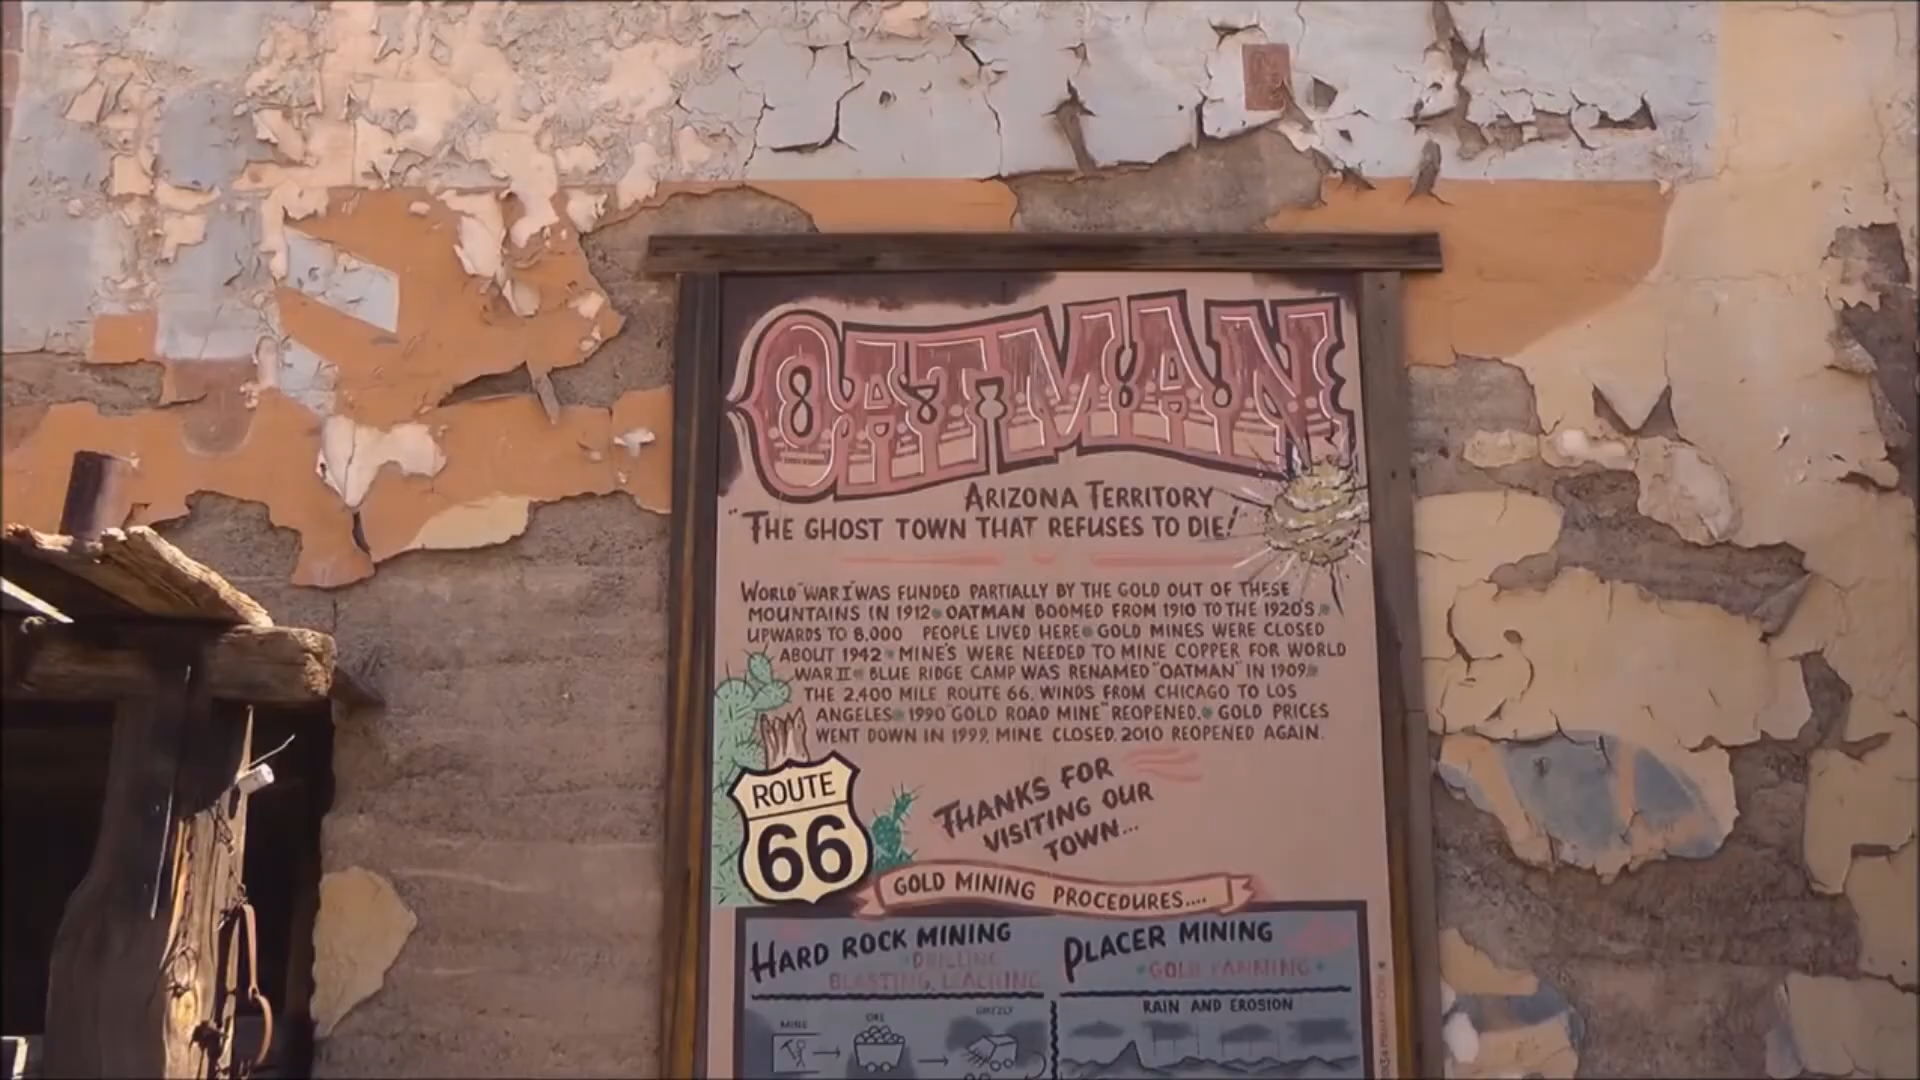 OATMAN
ARIZONA TERRITORY
"THE GHOST TOWN THAT REFUSES TO DIE!"
WORLD "WAR I WAS FUNDED PARTIALLY BY THE GOLD OUT OF THESE
MOUNTAINS IN 1912 • OATMAN BOOMED FROM 1910 TO THE 1920'S •
UPWARDS TO 8,000 PEOPLE LIVED HERE • GOLD MINES WERE CLOSED
ABOUT 1942 • MINE'S WERE NEEDED TO MINE COPPER FOR WORLD
WAR II • BLUE RIDGE CAMP WAS RENAMED "OATMAN" IN 1909 •
THE 2,400 MILE ROUTE 66, WINDS FROM CHICAGO TO LOS
ANGELES • 1990 "GOLD ROAD MINE" REOPENED. • GOLD PRICES
WENT DOWN IN 1999, MINE CLOSED. 2010 REOPENED AGAIN.
ROUTE
66
THANKS FOR
VISITING OUR
TOWN...
GOLD MINING PROCEDURES....
HARD ROCK MINING
• DRILLING
BLASTING, LEACHING
MINE
ORE
GRIZZLY
PLACER MINING
• GOLD PANNING •
RAIN AND EROSION